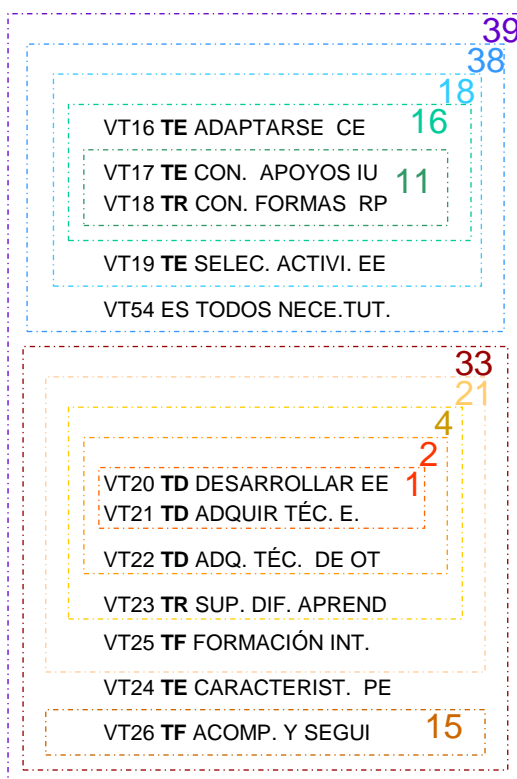 39
38
18
VT16 TE ADAPTARSE CE 16
VT17 TE CON. APOYOS IU 11
VT18 TR CON. FORMAS RP
VT19 TE SELEC. ACTIVI. EE
VT54 ES TODOS NECE.TUT.
33
21
4
2
VT20 TD DESARROLLAR EE 1
VT21 TD ADQUIR TÉC. E.
VT22 TD ADQ. TÉC. DE OT
VT23 TR SUP. DIF. APREND
VT25 TF FORMACIÓN INT.
VT24 TE CARACTERIST. PE
VT26 TF ACOMP. Y SEGUI 15